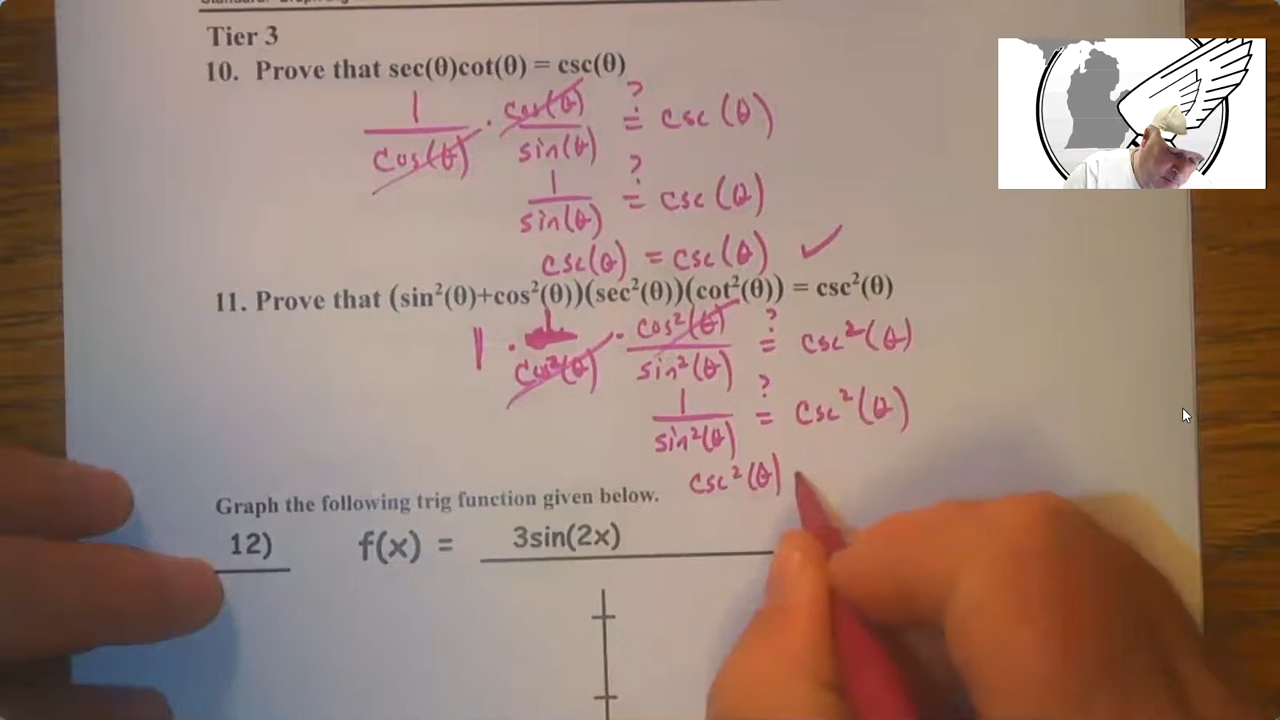 Tier 3
10. Prove that sec(θ)cot(θ) = csc(θ)
1/cos(θ) · cos(θ)/sin(θ) ?= csc(θ)
1/sin(θ) ?= csc(θ)
csc(θ) = csc(θ) ✓
11. Prove that (sin²(θ)+cos²(θ))(sec²(θ))(cot²(θ)) = csc²(θ)
1 · 1/cos²(θ) · cos²(θ)/sin²(θ) ?= csc²(θ)
1/sin²(θ) ?= csc²(θ)
csc²(θ)
Graph the following trig function given below.
12) f(x) = 3sin(2x)